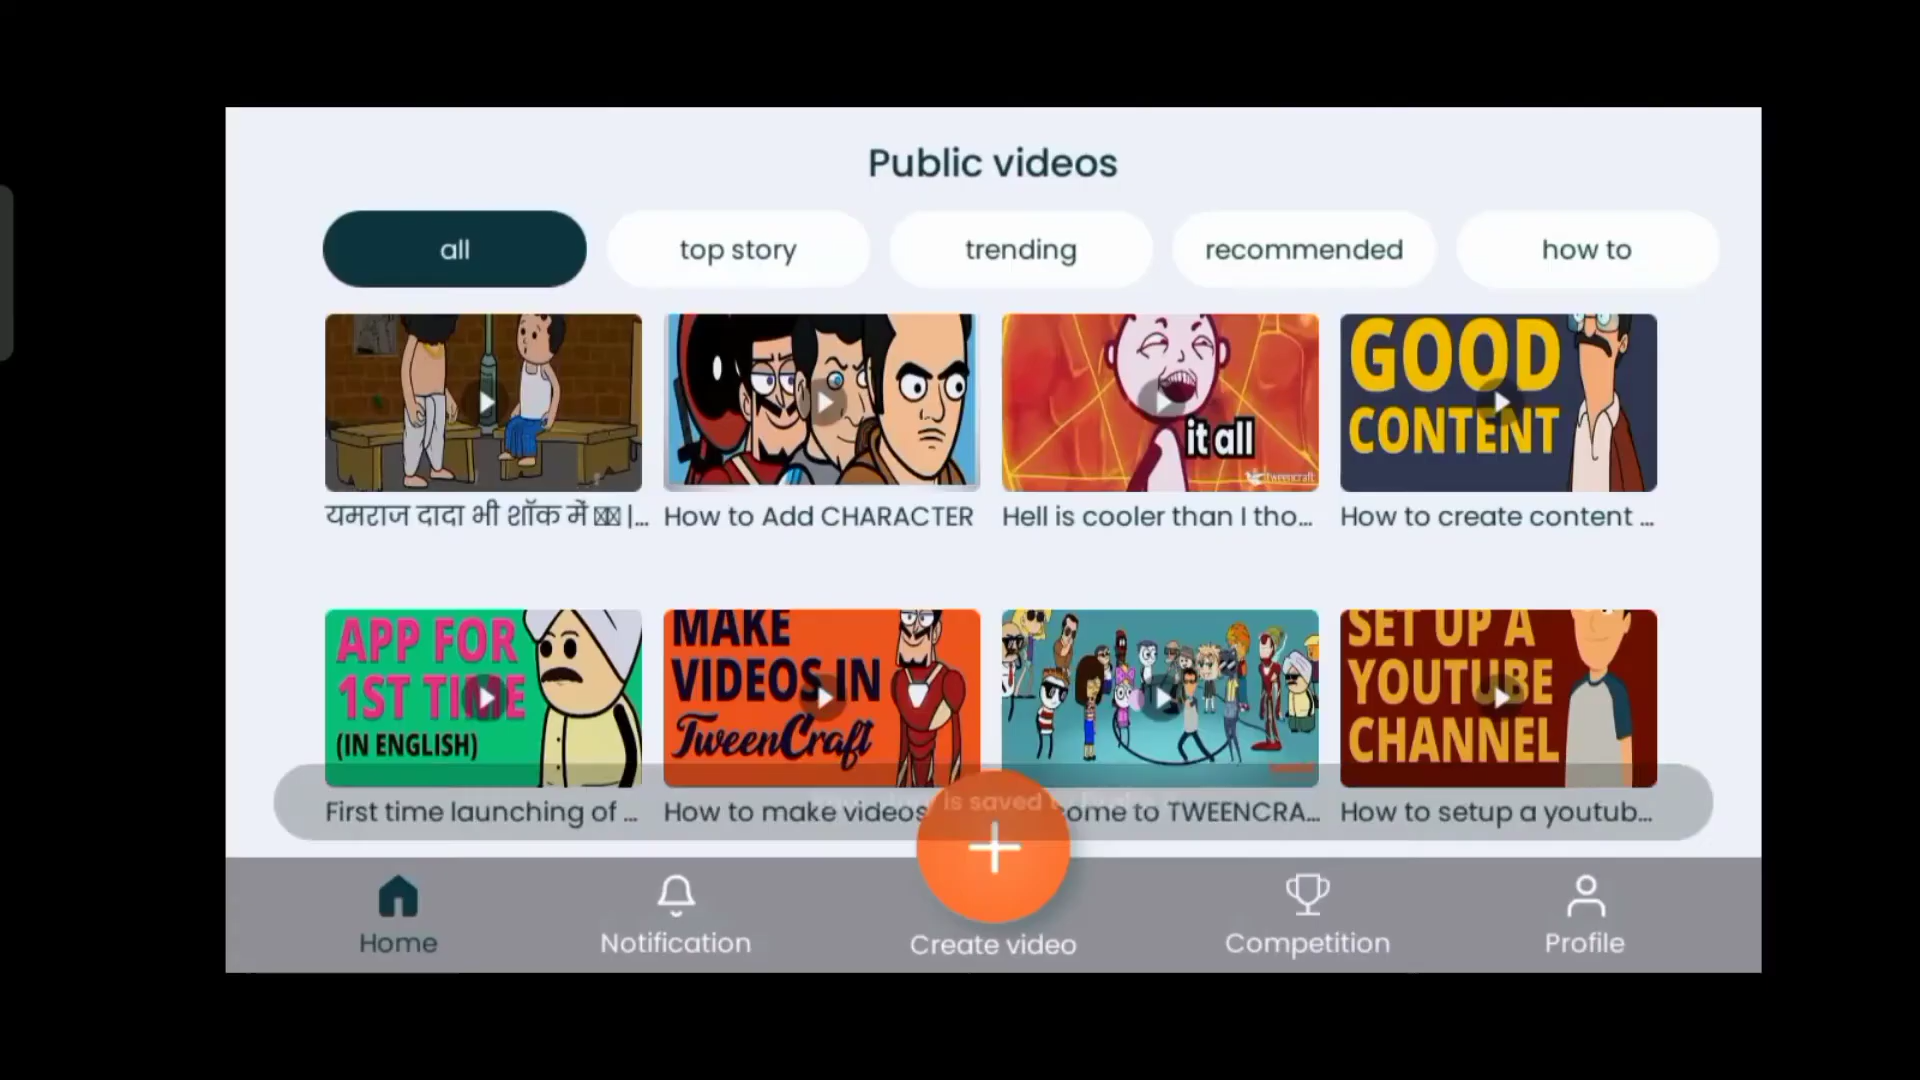 Public videos
all
top story
trending
recommended
how to
it all
tweencraft
GOOD
CONTENT
यमराज दादा भी शॉक में |...
How to Add CHARACTER
Hell is cooler than I tho...
How to create content ...
APP FOR
1ST TIME
(IN ENGLISH)
MAKE
VIDEOS IN
TweenCraft
SET UP A
YOUTUBE
CHANNEL
is saved
First time launching of ...
How to make videos
ome to TWEENCRA...
How to setup a youtub...
Home
Notification
Create video
Competition
Profile